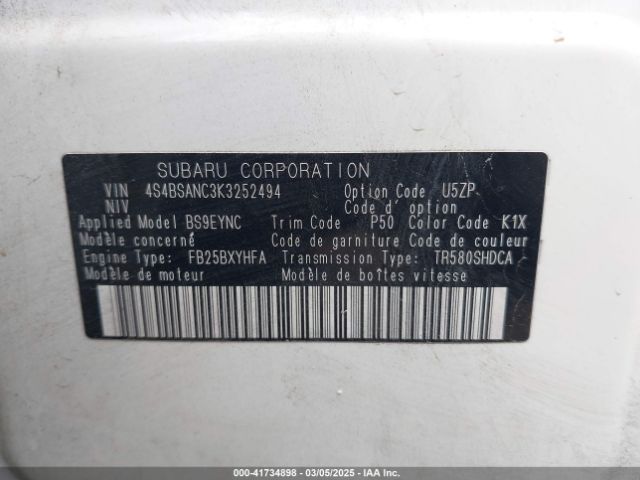 SUBARU CORPORATION
VIN 4S4BSANC3K3252494 Option Code U5ZP
NIV Code d' option
Applied Model BS9EYNC Trim Code P50 Color Code K1X
Modèle concerné Code de garniture Code de couleur
Engine Type: FB25BXYHFA Transmission Type: TR580SHDCA
Modèle de moteur Modèle de boîtes vitesse
000-41734898 - 03/05/2025 - IAA Inc.